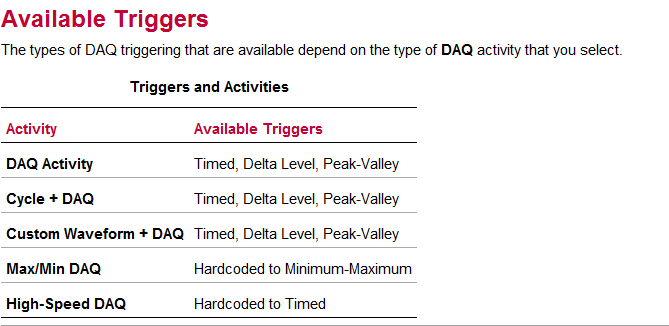 Available Triggers
The types of DAQ triggering that are available depend on the type of DAQ activity that you select.
Triggers and Activities
Activity Available Triggers
DAQ Activity Timed, Delta Level, Peak-Valley
Cycle + DAQ Timed, Delta Level, Peak-Valley
Custom Waveform + DAQ Timed, Delta Level, Peak-Valley
Max/Min DAQ Hardcoded to Minimum-Maximum
High-Speed DAQ Hardcoded to Timed